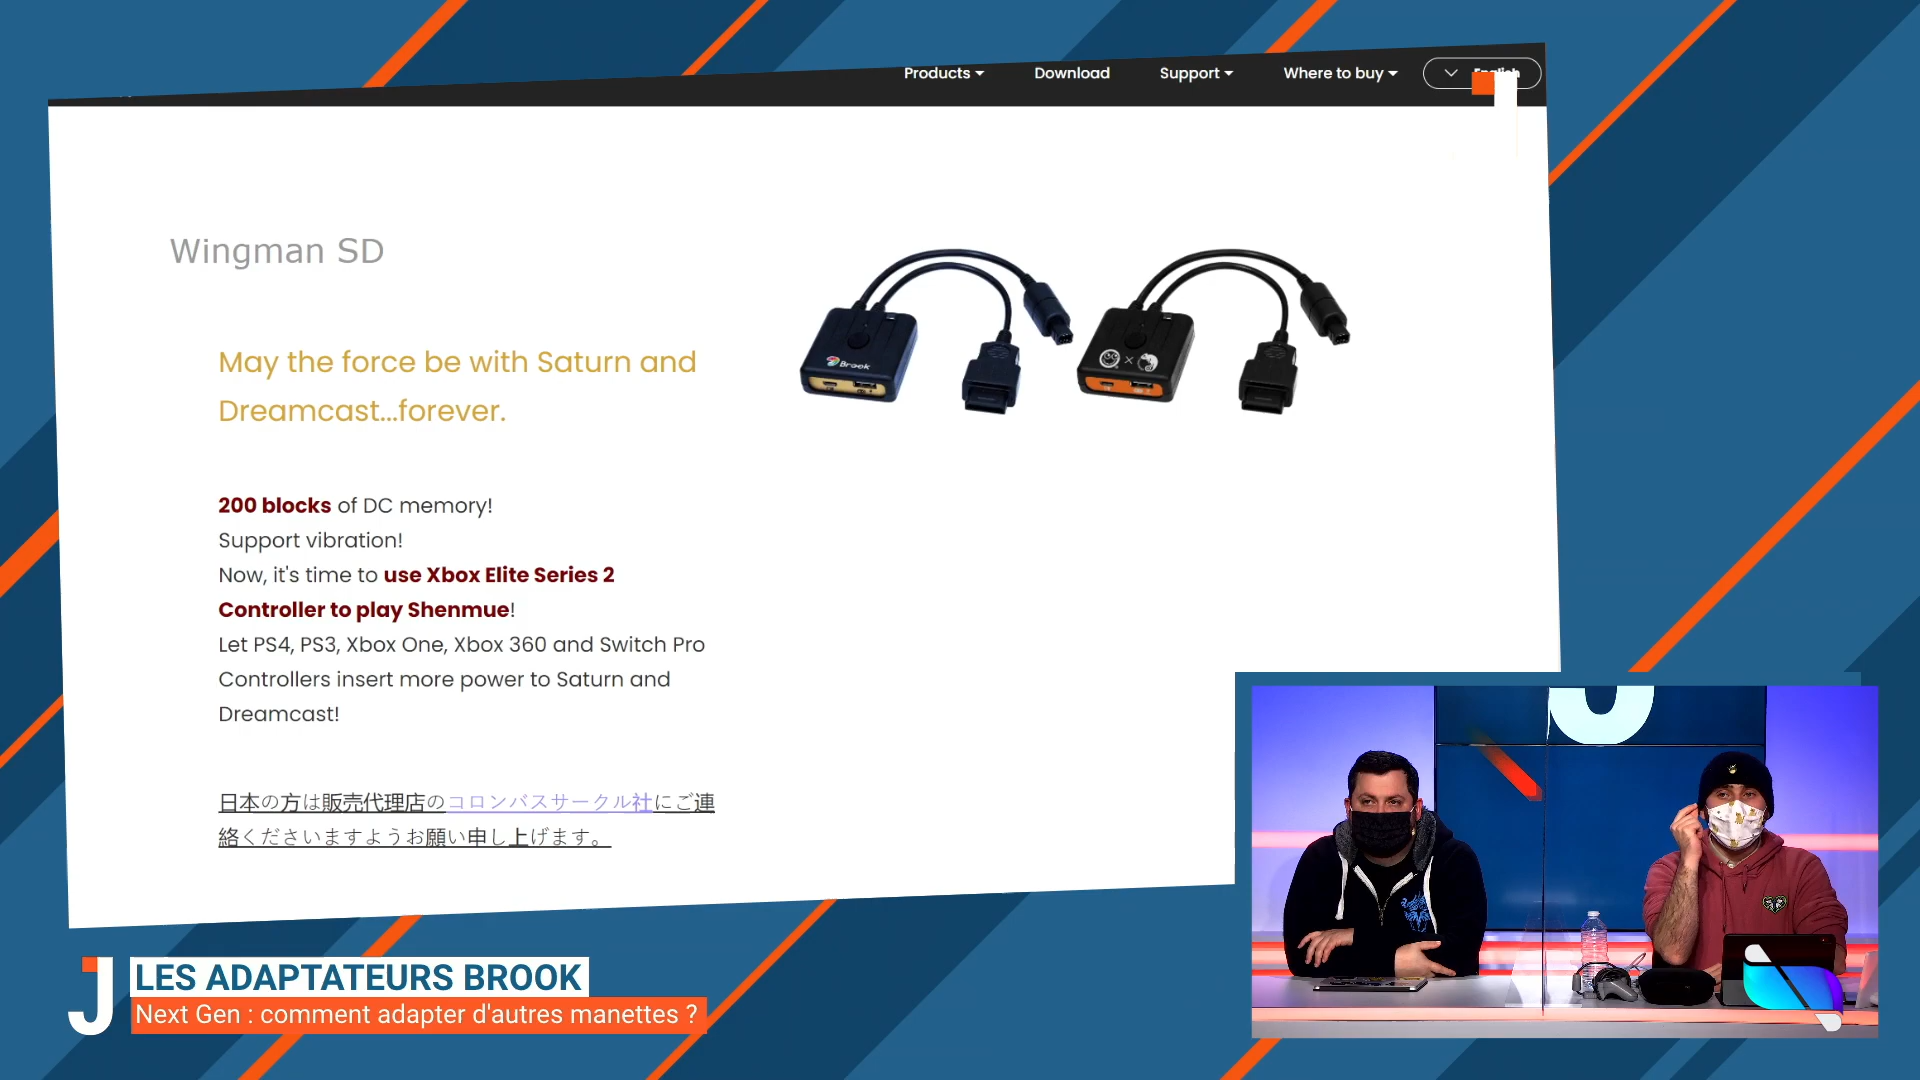 Products
Download
Support
Where to buy
English
Wingman SD
May the force be with Saturn and
Dreamcast...forever.
Brook
200 blocks of DC memory!
Support vibration!
Now, it's time to use Xbox Elite Series 2
Controller to play Shenmue!
Let PS4, PS3, Xbox One, Xbox 360 and Switch Pro
Controllers insert more power to Saturn and
Dreamcast!
日本の方は販売代理店のコロンバスサークル社にご連
絡くださいますようお願い申し上げます。
J LES ADAPTATEURS BROOK
Next Gen : comment adapter d'autres manettes ?